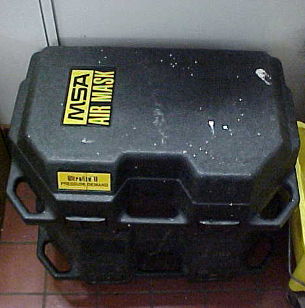 MSA
AIR MASK
Ultralite II
PRESSURE DEMAND